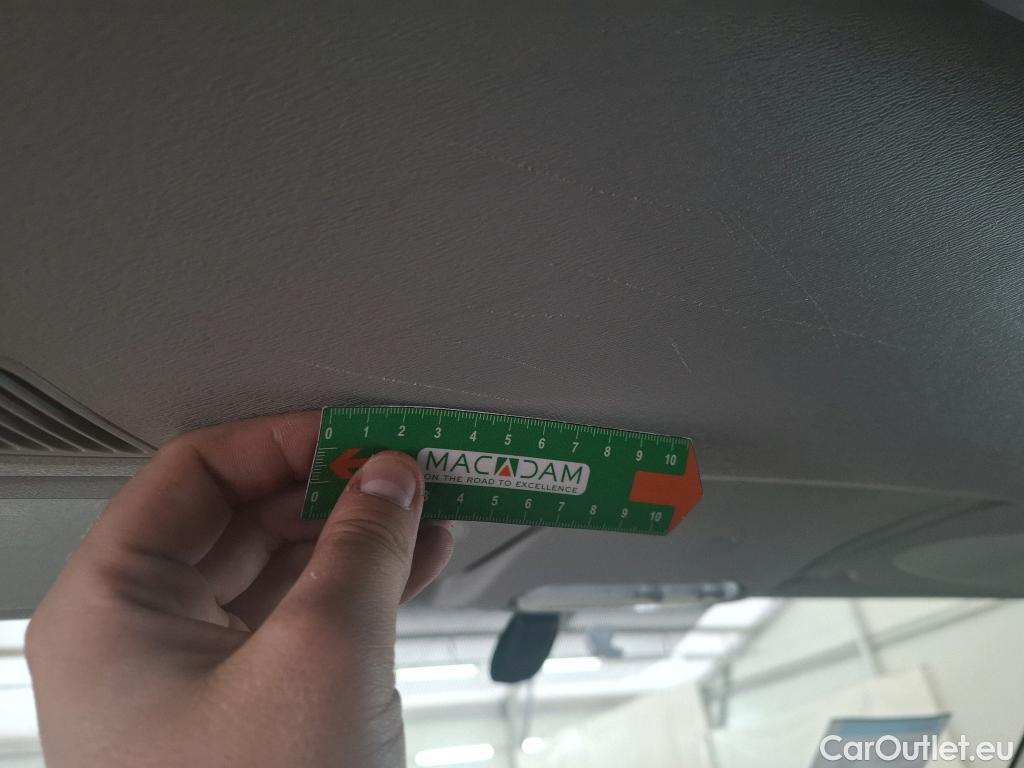 0 1 2 3 4 5 6 7 8 9 10
MACADAM
ON THE ROAD TO EXCELLENCE
0 3 4 5 6 7 8 9 10
CarOutlet.eu